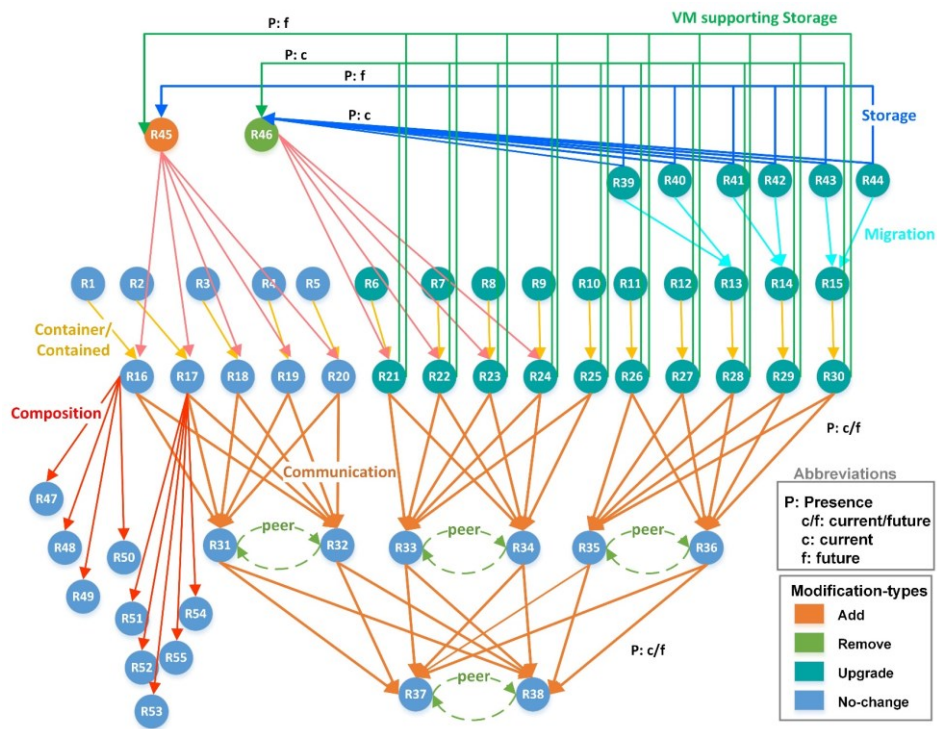 P: f
VM supporting Storage
P: c
P: f
Storage
P: c
R45
R46
R39
R40
R41
R42
R43
R44
Migration
R1
R2
R3
R4
R5
R6
R7
R8
R9
R10
R11
R12
R13
R14
R15
Container/
Contained
R16
R17
R18
R19
R20
R21
R22
R23
R24
R25
R26
R27
R28
R29
R30
Composition
P: c/f
Communication
Abbreviations
P: Presence
c/f: current/future
c: current
f: future
R47
R48
R49
R50
R31
peer
R32
R33
peer
R34
R35
peer
R36
R51
R52
R53
R54
R55
P: c/f
R37
peer
R38
Modification-types
Add
Remove
Upgrade
No-change